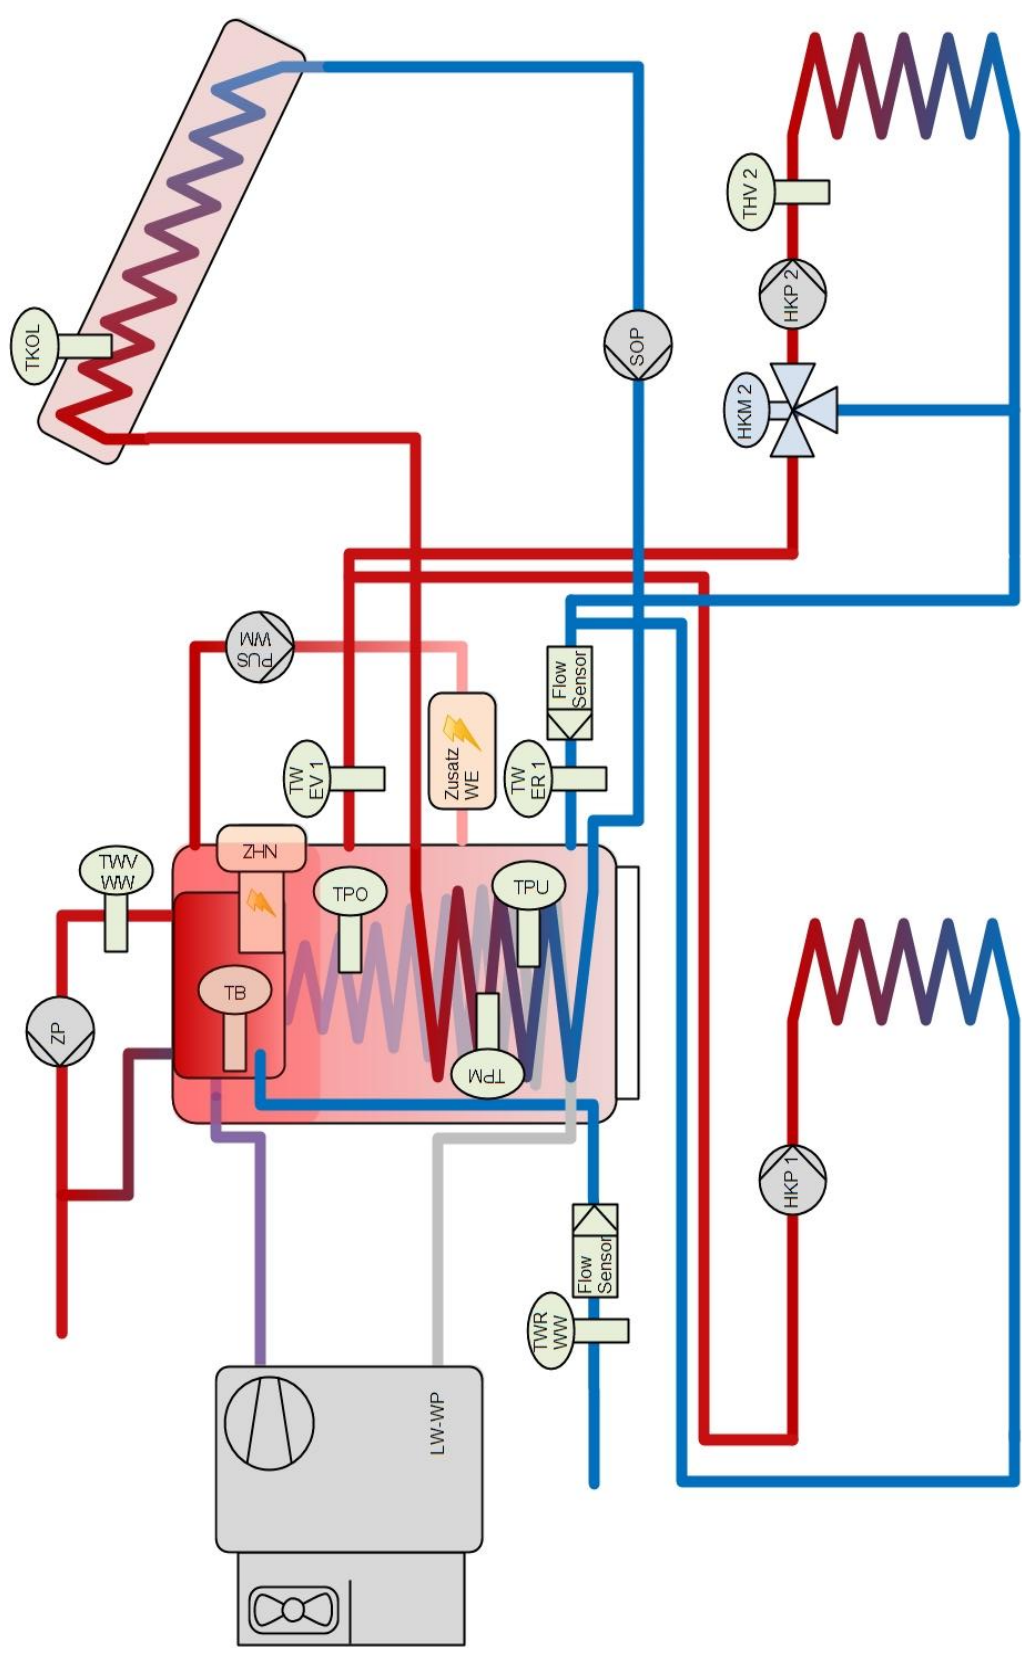 TKOL
THV 2
HKP 2
SOP
HKM 2
PUS
WM
Flow
Sensor
TW
EV 1
Zusatz
WE
TW
ER 1
NHZ
TWV
WW
TPO
TPU
TB
ZP
TPM
HKP 1
Flow
Sensor
TWR
WW
LW-WP